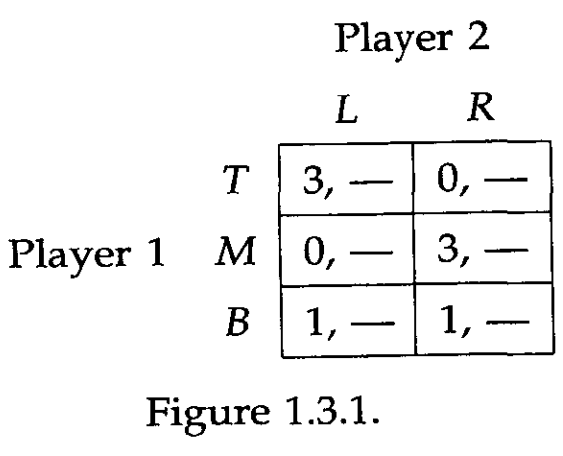 Player 2
L R
T 3, — 0, —
Player 1 M 0, — 3, —
B 1, — 1, —
Figure 1.3.1.